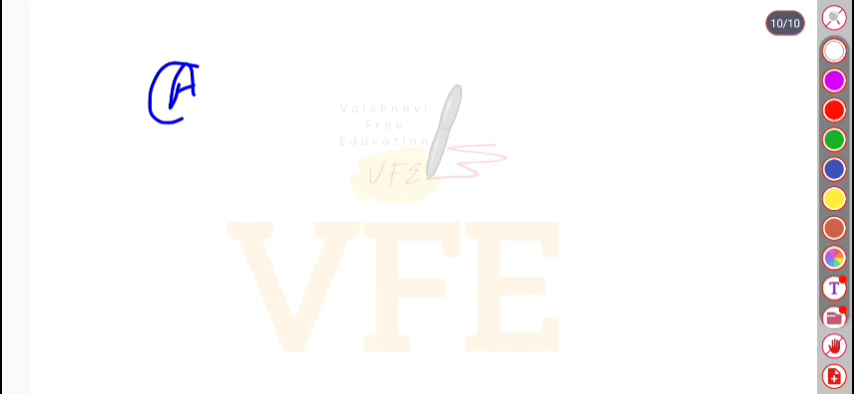 10/10
A
Vaishnavi
Free
Education
VFE
VFE
T